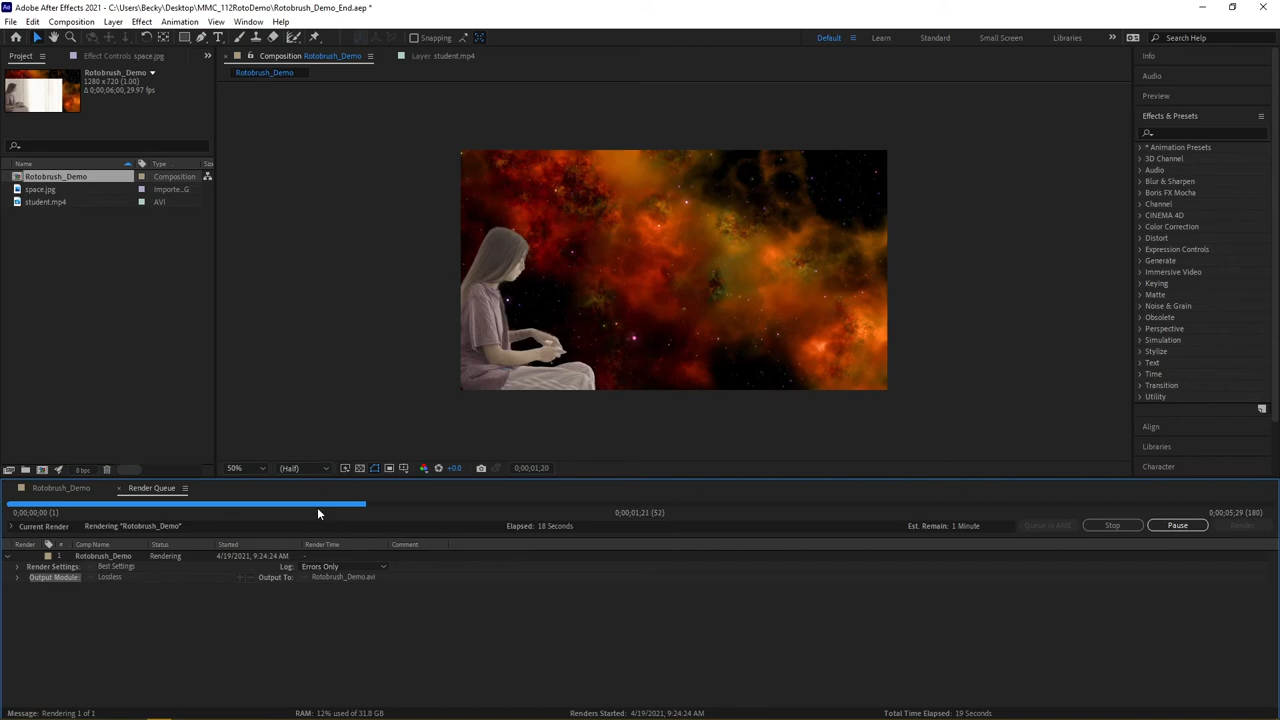 Adobe After Effects 2021 - C:\Users\Becky\Desktop\MMC_112RotoDemo\Rotobrush_Demo_End.aep *
File Edit Composition Layer Effect Animation View Window Help
Snapping Default Learn Standard Small Screen Libraries Search Help
Project Effect Controls space.jpg Composition Rotobrush_Demo Layer student.mp4 Info
Rotobrush_Demo
Rotobrush_Demo
1280 x 720 (1.00)
Δ 0;00;06;00, 29.97 fps
Audio
Preview
Effects & Presets
Name Type Size
Rotobrush_Demo Composition
space.jpg Importe...G
student.mp4 AVI
* Animation Presets
3D Channel
Audio
Blur & Sharpen
Boris FX Mocha
Channel
CINEMA 4D
Color Correction
Distort
Expression Controls
Generate
Immersive Video
Keying
Matte
Noise & Grain
Obsolete
Perspective
Simulation
Stylize
Text
Time
Transition
Utility
Align
Libraries
Character
8 bpc 50% (Half) +0.0 0;00;01;20
Rotobrush_Demo × Render Queue
0;00;00;00 (1) 0;00;01;21 (52) 0;00;05;29 (180)
Current Render Rendering "Rotobrush_Demo" Elapsed: 18 Seconds Est. Remain: 1 Minute Queue in AME Stop Pause Render
Render # Comp Name Status Started Render Time Comment
1 Rotobrush_Demo Rendering 4/19/2021, 9:24:24 AM -
Render Settings: Best Settings Log: Errors Only
Output Module: Lossless + — Output To: Rotobrush_Demo.avi
Message: Rendering 1 of 1 RAM: 12% used of 31.8 GB Renders Started: 4/19/2021, 9:24:24 AM Total Time Elapsed: 19 Seconds